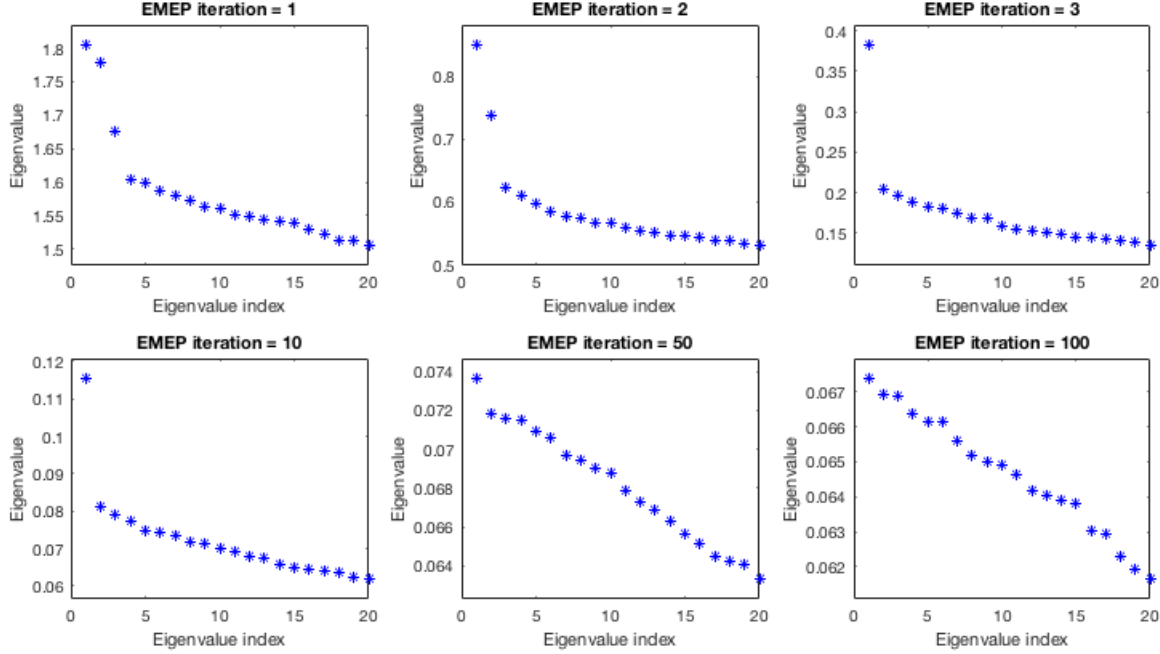 EMEP iteration = 1
1.8
1.75
1.7
1.65
1.6
1.55
1.5
Eigenvalue
0 5 10 15 20
Eigenvalue index
EMEP iteration = 2
0.8
0.7
0.6
0.5
Eigenvalue
0 5 10 15 20
Eigenvalue index
EMEP iteration = 3
0.4
0.35
0.3
0.25
0.2
0.15
Eigenvalue
0 5 10 15 20
Eigenvalue index
EMEP iteration = 10
0.12
0.11
0.1
0.09
0.08
0.07
0.06
Eigenvalue
0 5 10 15 20
Eigenvalue index
EMEP iteration = 50
0.074
0.072
0.07
0.068
0.066
0.064
Eigenvalue
0 5 10 15 20
Eigenvalue index
EMEP iteration = 100
0.067
0.066
0.065
0.064
0.063
0.062
Eigenvalue
0 5 10 15 20
Eigenvalue index